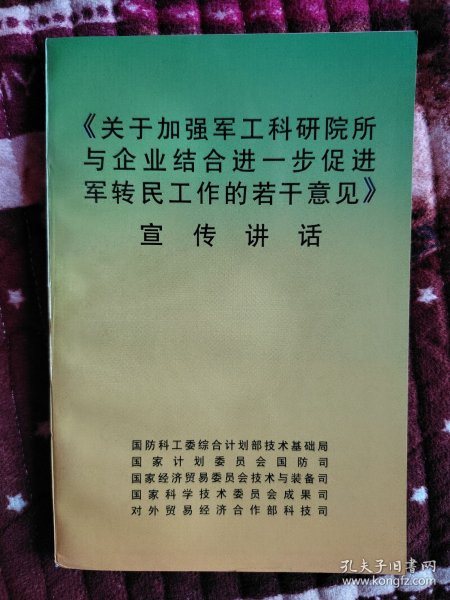 《关于加强军工科研院所
与企业结合进一步促进
军转民工作的若干意见》
宣传讲话
国防科工委综合计划部技术基础局
国家计划委员会国防司
国家经济贸易委员会技术与装备司
国家科学技术委员会成果司
对外贸易经济合作部科技司
孔夫子旧书网
www.kongfz.com